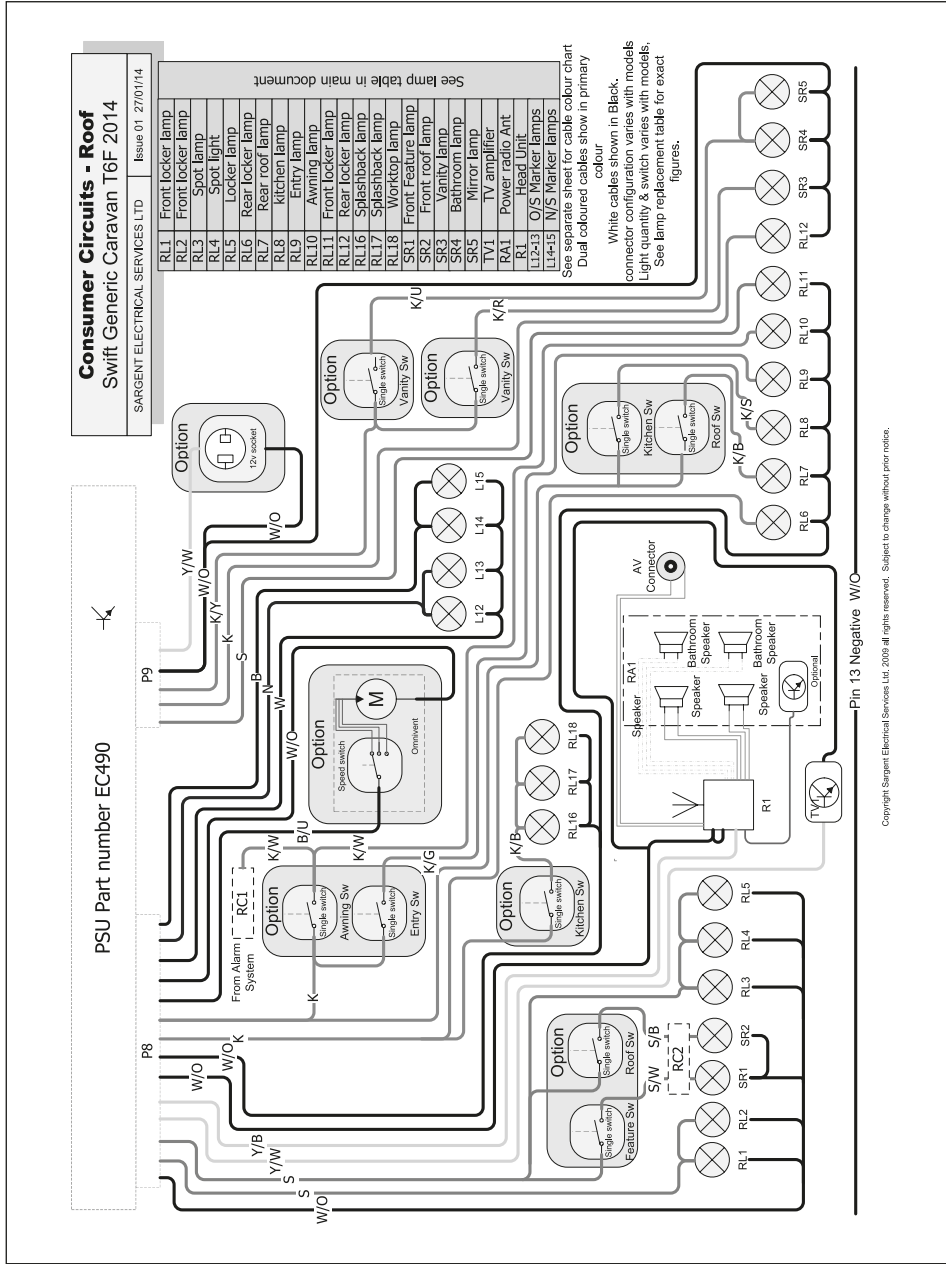 Consumer Circuits - Roof
Swift Generic Caravan T6F 2014
SARGENT ELECTRICAL SERVICES LTD
Issue 01 27/01/14
RL1 Front locker lamp
RL2 Front locker lamp
RL3 Spot lamp
RL4 Spot light
RL5 Locker lamp
RL6 Rear locker lamp
RL7 Rear roof lamp
RL8 kitchen lamp
RL9 Entry lamp
RL10 Awning lamp
RL11 Front locker lamp
RL12 Rear locker lamp
RL16 Splashback lamp
RL17 Splashback lamp
RL18 Worktop lamp
SR1 Front Feature lamp
SR2 Front roof lamp
SR3 Vanity lamp
SR4 Bathroom lamp
SR5 Mirror lamp
TV1 TV amplifier
RA1 Power radio Ant
R1 Head Unit
L12-13 O/S Marker lamps
L14-15 N/S Marker lamps
See lamp table in main document
See separate sheet for cable colour chart
Dual coloured cables show in primary
colour
White cables shown in Black.
connector configuration varies with models
Light quantity & switch varies with models,
See lamp replacement table for exact
figures.
PSU Part number EC490
P8
P9
Option
12v socket
Y/W
W/O
W/O
K/Y
K
S
B
N
W
W/O
Option
Single switch
Vanity Sw
K/U
Option
Single switch
Vanity Sw
K/R
L12
L13
L14
L15
Option
Speed switch
M
Omnivent
B/U
From Alarm
System
RC1
K/W
Option
Single switch
Awning Sw
K/W
Single switch
Entry Sw
K/G
K
Option
Single switch
Kitchen Sw
K/B
RL16
RL17
RL18
Option
Single switch
Kitchen Sw
Single switch
Roof Sw
K/S
K/B
W/O
W/O
K
Y/B
Y/W
S
S
W/O
Option
Single switch
Feature Sw
Single switch
Roof Sw
S/W
S/B
RC2
AV
Connector
RA1
Speaker
Speaker
Speaker
Bathroom
Speaker
Bathroom
Speaker
Optional
R1
TV1
RL1
RL2
SR1
SR2
RL3
RL4
RL5
RL6
RL7
RL8
RL9
RL10
RL11
RL12
SR3
SR4
SR5
Pin 13 Negative W/O
Copyright Sargent Electrical Services Ltd, 2009 all rights reserved. Subject to change without prior notice.